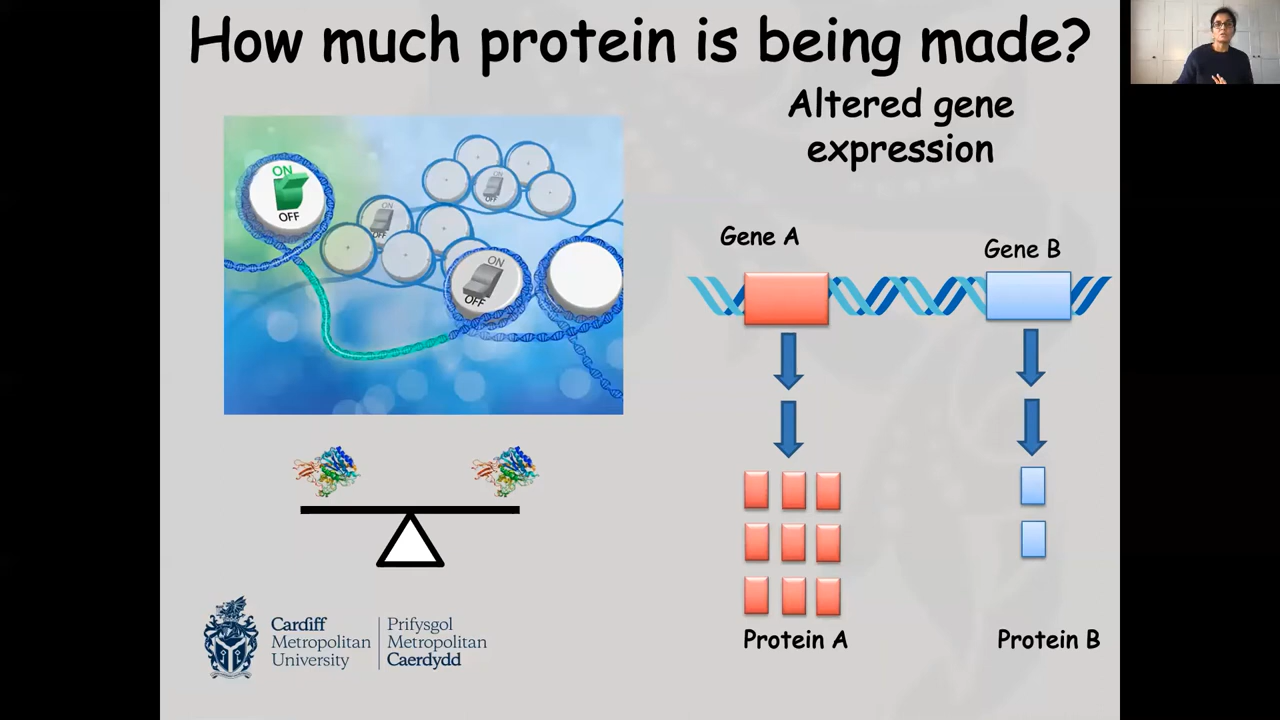 How much protein is being made?
Altered gene
expression
ON
OFF
ON
OFF
OFF
ON
OFF
Gene A
Gene B
Protein A
Protein B
Cardiff
Metropolitan
University
Prifysgol
Metropolitan
Caerdydd